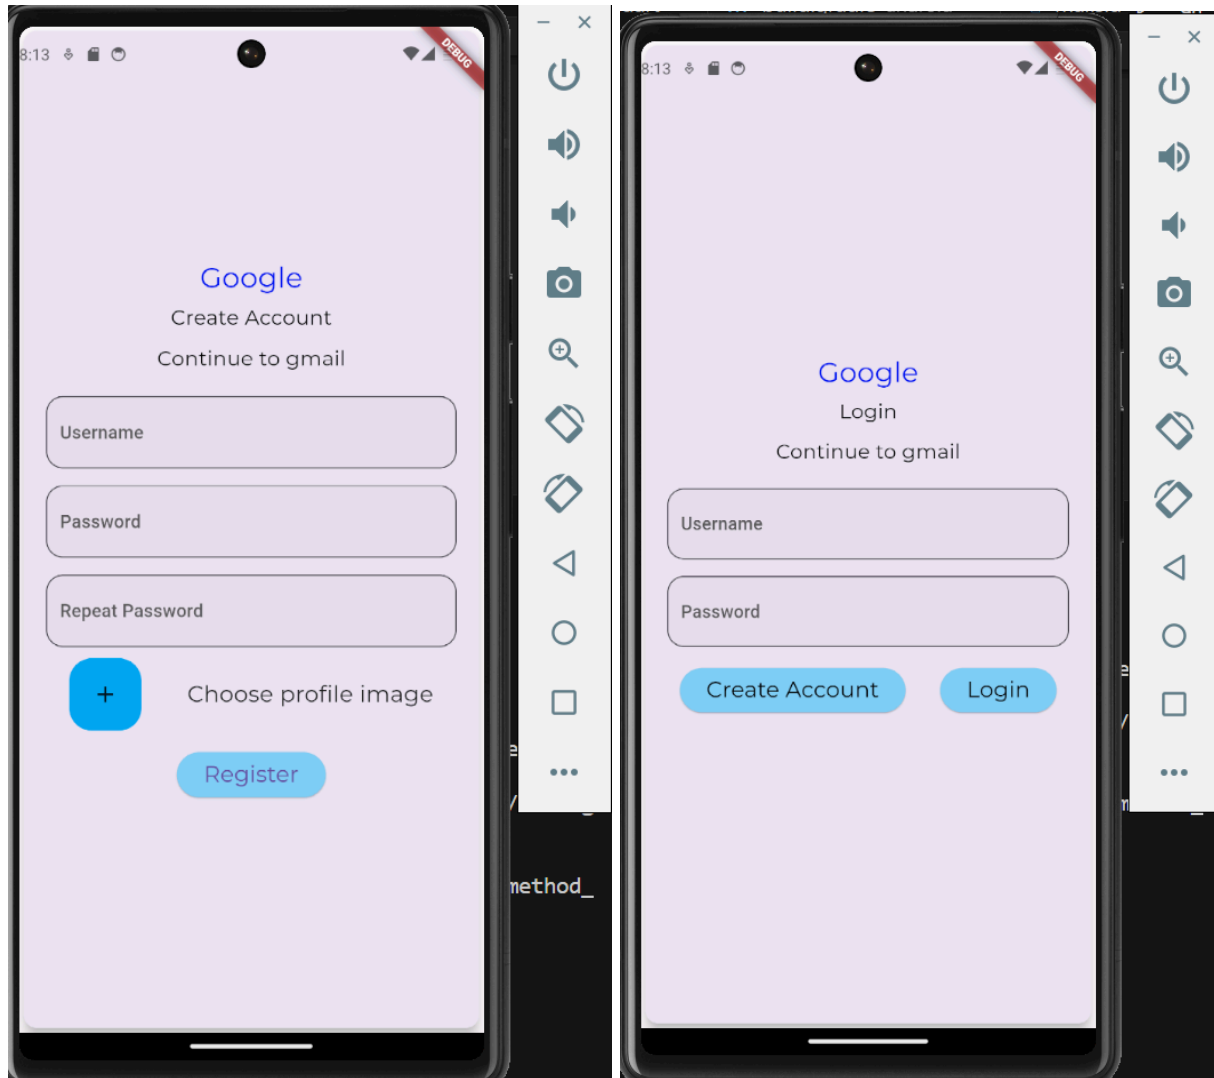 8:13
DEBUG
Google
Create Account
Continue to gmail
Username
Password
Repeat Password
+
Choose profile image
Register
method_
8:13
DEBUG
Google
Login
Continue to gmail
Username
Password
Create Account
Login